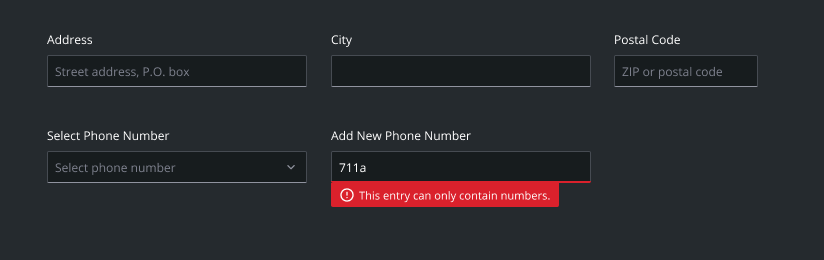 Address
City
Postal Code
Street address, P.O. box
ZIP or postal code
Select Phone Number
Add New Phone Number
Select phone number
711a
This entry can only contain numbers.